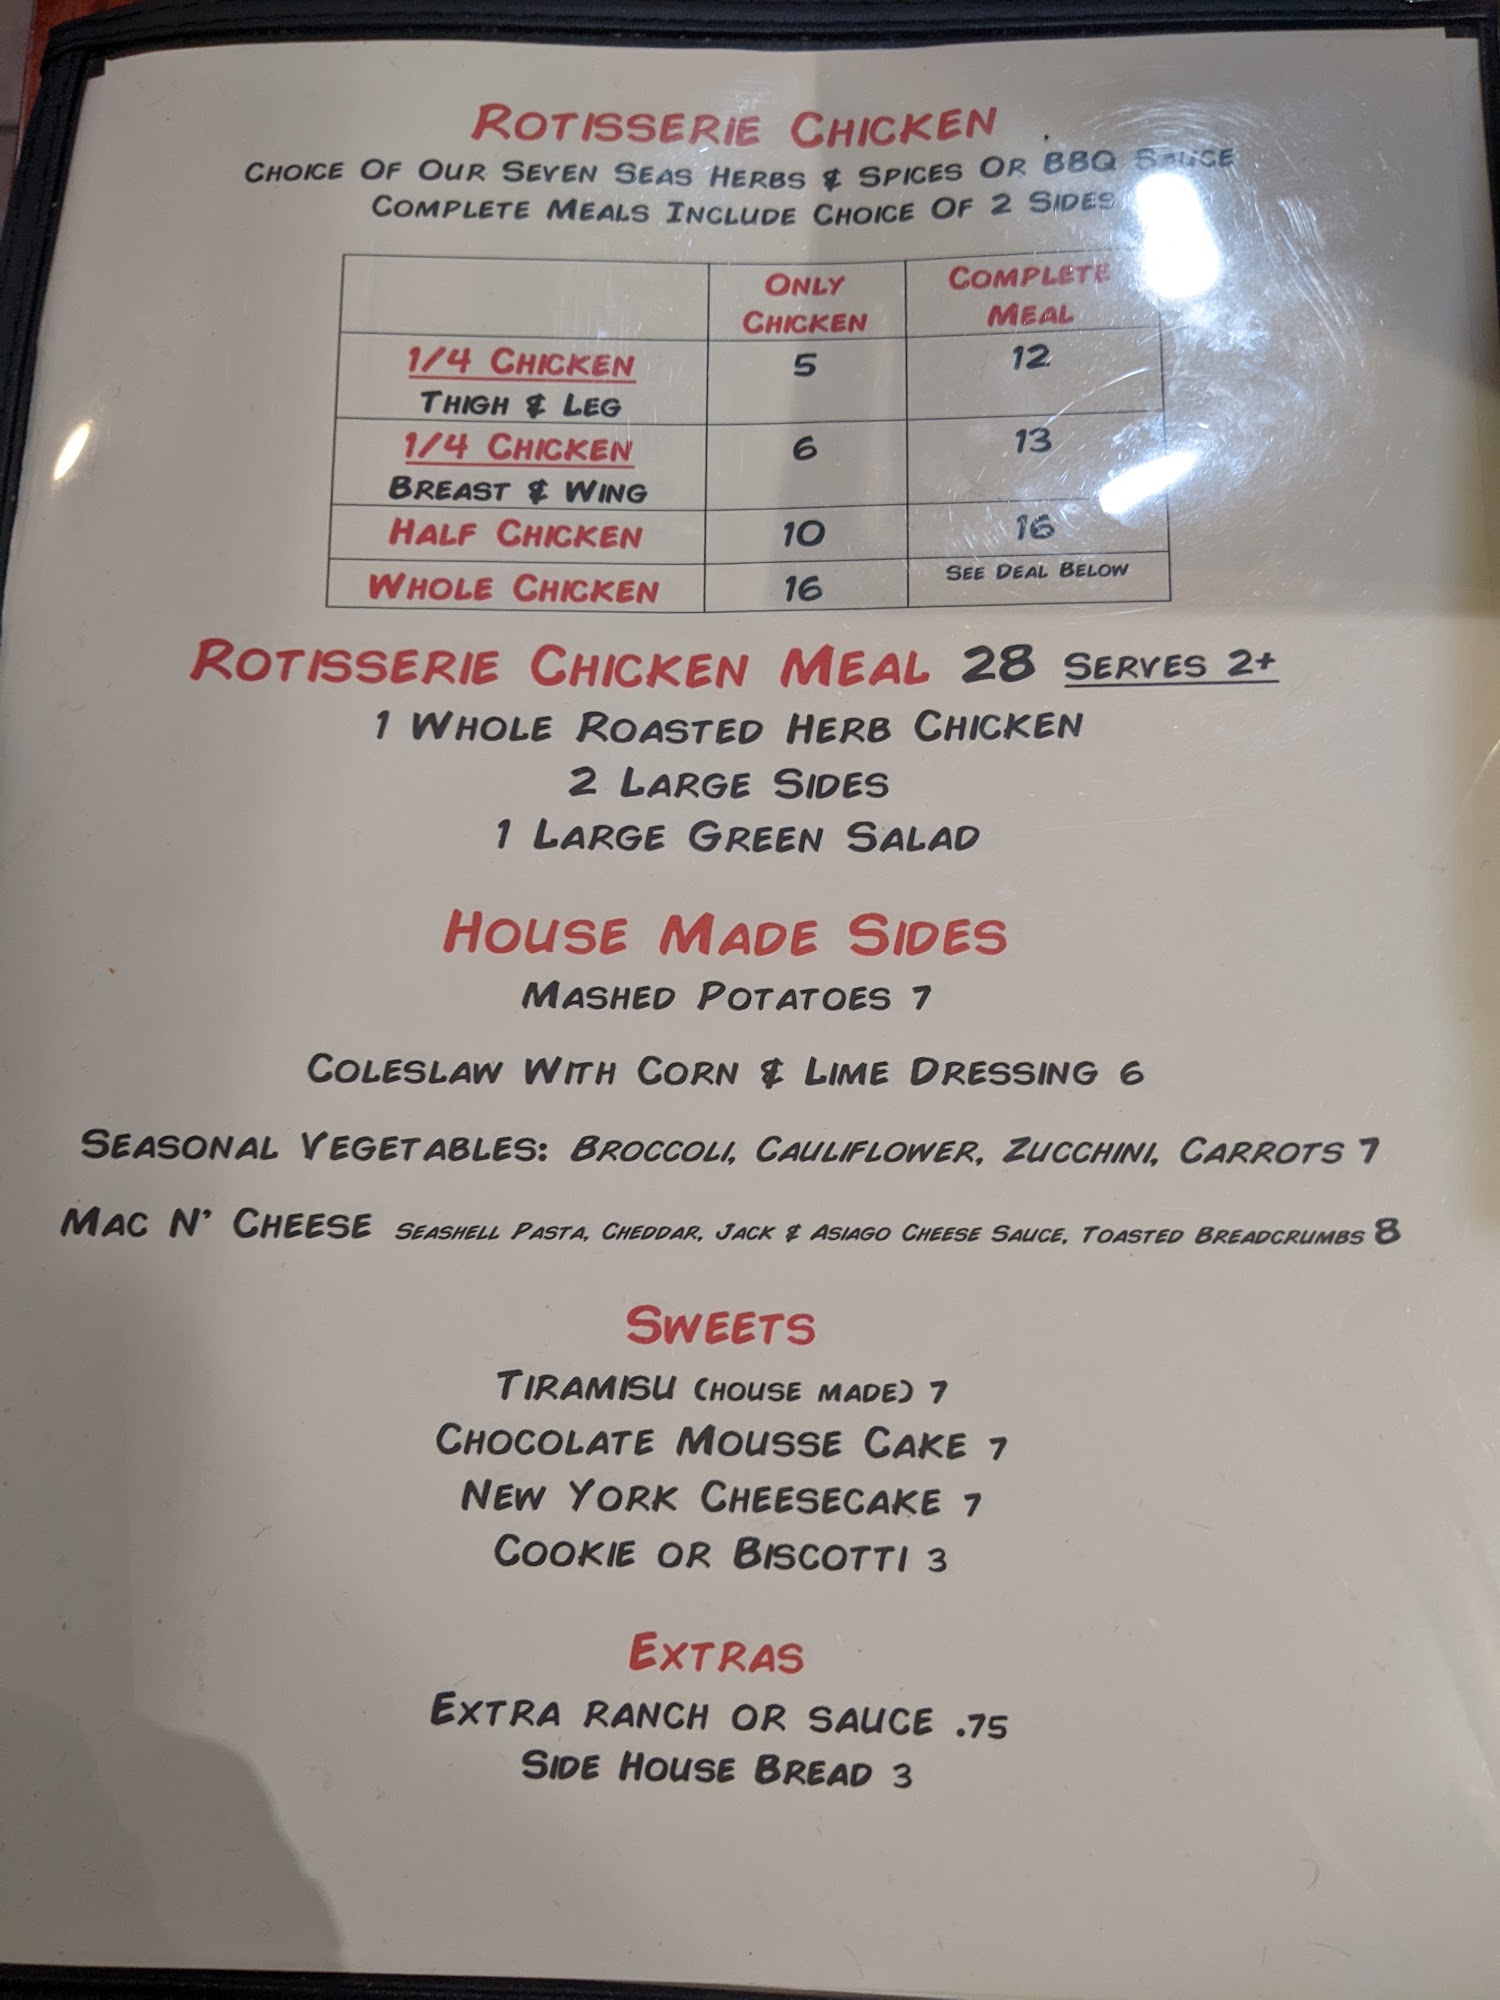 Rotisserie Chicken
Choice Of Our Seven Seas Herbs & Spices Or BBQ Sauce
Complete Meals Include Choice Of 2 Sides
Only Chicken
Complete Meal
1/4 Chicken 5 12
Thigh & Leg
1/4 Chicken 6 13
Breast & Wing
Half Chicken 10 16
Whole Chicken 16 See Deal Below
Rotisserie Chicken Meal 28 Serves 2+
1 Whole Roasted Herb Chicken
2 Large Sides
1 Large Green Salad
House Made Sides
Mashed Potatoes 7
Coleslaw With Corn & Lime Dressing 6
Seasonal Vegetables: Broccoli, Cauliflower, Zucchini, Carrots 7
Mac N' Cheese Seashell Pasta, Cheddar, Jack & Asiago Cheese Sauce, Toasted Breadcrumbs 8
Sweets
Tiramisu (house made) 7
Chocolate Mousse Cake 7
New York Cheesecake 7
Cookie or Biscotti 3
Extras
Extra ranch or sauce .75
Side House Bread 3